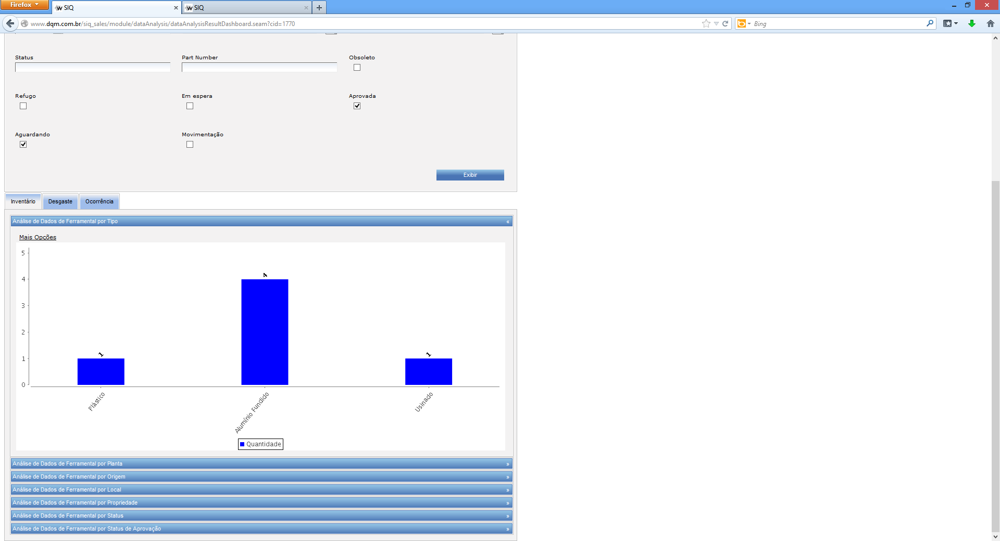 Firefox
SIQ
SIQ
www.dqm.com.br/siq_sales/module/dataAnalysis/dataAnalysisResultDashboard.seam?cid=1770
Bing
Status
Part Number
Obsoleto
Refugo
Em espera
Aprovada
Aguardando
Movimentação
Exibir
Inventário
Desgaste
Ocorrência
Análise de Dados de Ferramental por Tipo
Mais Opções
5
4
3
2
1
0
1
4
1
Plástico
Alumínio Fundido
Usinado
Quantidade
Análise de Dados de Ferramental por Planta
Análise de Dados de Ferramental por Origem
Análise de Dados de Ferramental por Local
Análise de Dados de Ferramental por Propriedade
Análise de Dados de Ferramental por Status
Análise de Dados de Ferramental por Status de Aprovação